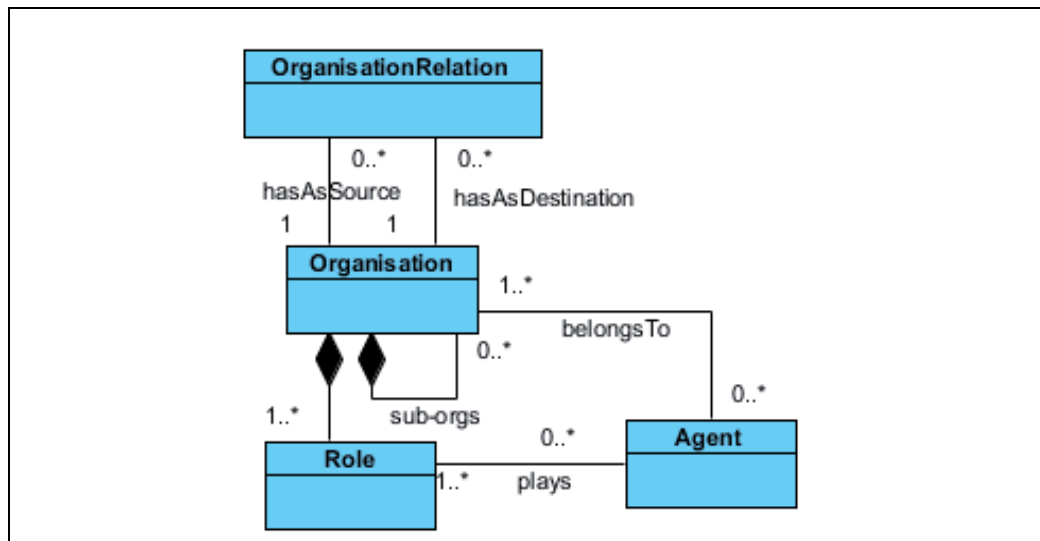 OrganisationRelation
0..*
0..*
hasAsSource
hasAsDestination
1
1
Organisation
1..*
belongsTo
0..*
0..*
1..*
sub-orgs
0..*
Agent
Role
1..*
plays